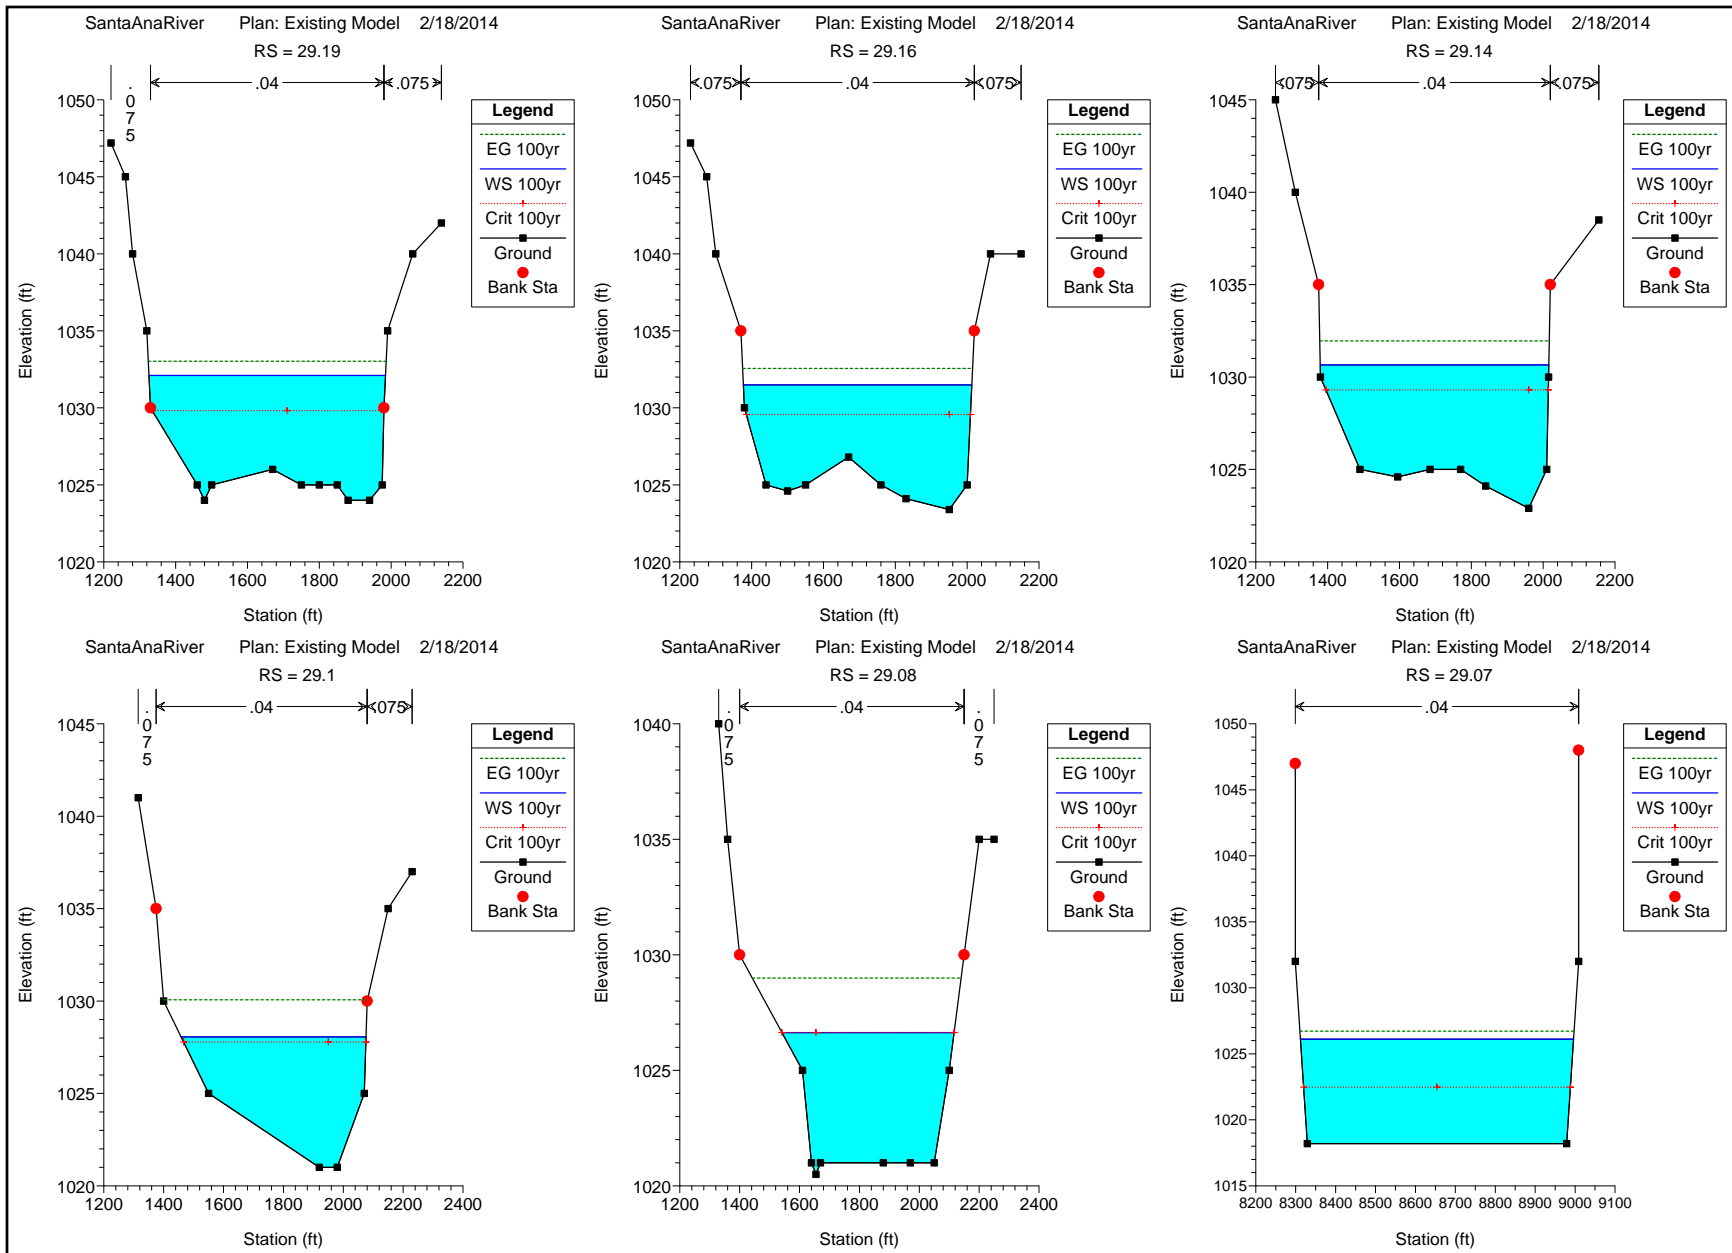 SantaAnaRiver Plan: Existing Model 2/18/2014
RS = 29.19
.075
.04
.075
1050
1045
1040
1035
1030
1025
1020
1200 1400 1600 1800 2000 2200
Station (ft)
Elevation (ft)
Legend
EG 100yr
WS 100yr
Crit 100yr
Ground
Bank Sta
SantaAnaRiver Plan: Existing Model 2/18/2014
RS = 29.16
.075
.04
.075
1050
1045
1040
1035
1030
1025
1020
1200 1400 1600 1800 2000 2200
Station (ft)
Elevation (ft)
Legend
EG 100yr
WS 100yr
Crit 100yr
Ground
Bank Sta
SantaAnaRiver Plan: Existing Model 2/18/2014
RS = 29.14
.075
.04
.075
1045
1040
1035
1030
1025
1020
1200 1400 1600 1800 2000 2200
Station (ft)
Elevation (ft)
Legend
EG 100yr
WS 100yr
Crit 100yr
Ground
Bank Sta
SantaAnaRiver Plan: Existing Model 2/18/2014
RS = 29.1
.075
.04
.075
1045
1040
1035
1030
1025
1020
1200 1400 1600 1800 2000 2200 2400
Station (ft)
Elevation (ft)
Legend
EG 100yr
WS 100yr
Crit 100yr
Ground
Bank Sta
SantaAnaRiver Plan: Existing Model 2/18/2014
RS = 29.08
.075
.04
.075
1040
1035
1030
1025
1020
1200 1400 1600 1800 2000 2200 2400
Station (ft)
Elevation (ft)
Legend
EG 100yr
WS 100yr
Crit 100yr
Ground
Bank Sta
SantaAnaRiver Plan: Existing Model 2/18/2014
RS = 29.07
.04
1050
1045
1040
1035
1030
1025
1020
1015
8200 8300 8400 8500 8600 8700 8800 8900 9000 9100
Station (ft)
Elevation (ft)
Legend
EG 100yr
WS 100yr
Crit 100yr
Ground
Bank Sta